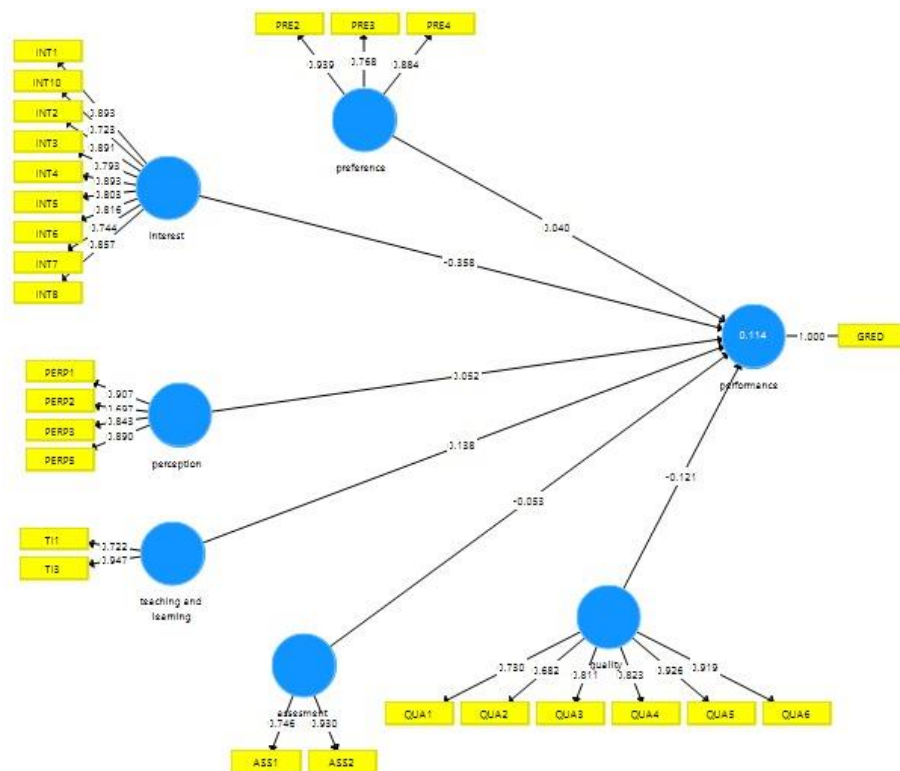 PRE2 PRE3 PRE4
0.939 0.768 0.884
preference
INT1
INT10
INT2
INT3
INT4
INT5
INT6
INT7
INT8
0.893
0.723
0.891
0.793
0.893
0.803
0.816
0.744
0.857
interest
0.040
-0.358
0.114
1.000
GRED
performance
PERP1
PERP2
PERP3
PERP5
0.907
0.697
0.843
0.890
perception
0.052
0.138
-0.053
-0.121
TI1
TI3
0.722
0.947
teaching and
learning
assesment
0.746 0.930
ASS1 ASS2
quality
0.730 0.682 0.811 0.823 0.926 0.919
QUA1 QUA2 QUA3 QUA4 QUA5 QUA6